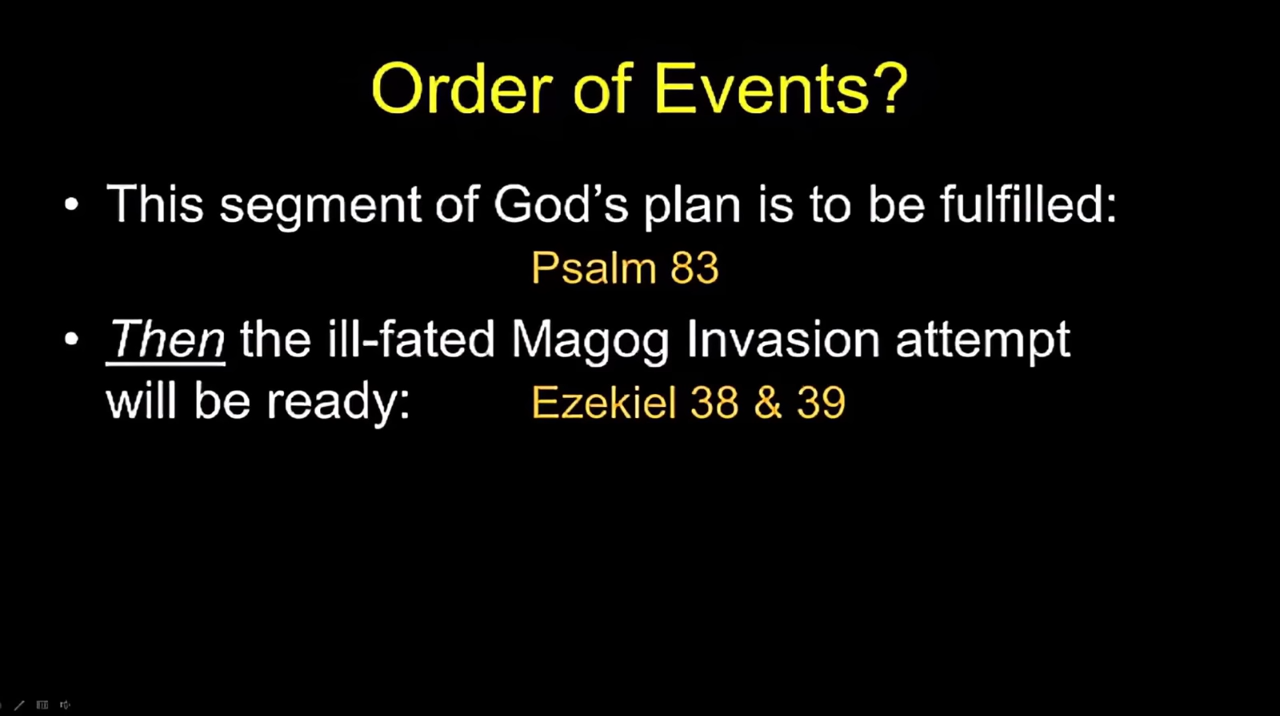 Order of Events?
• This segment of God’s plan is to be fulfilled:
Psalm 83
• Then the ill-fated Magog Invasion attempt
will be ready: Ezekiel 38 & 39